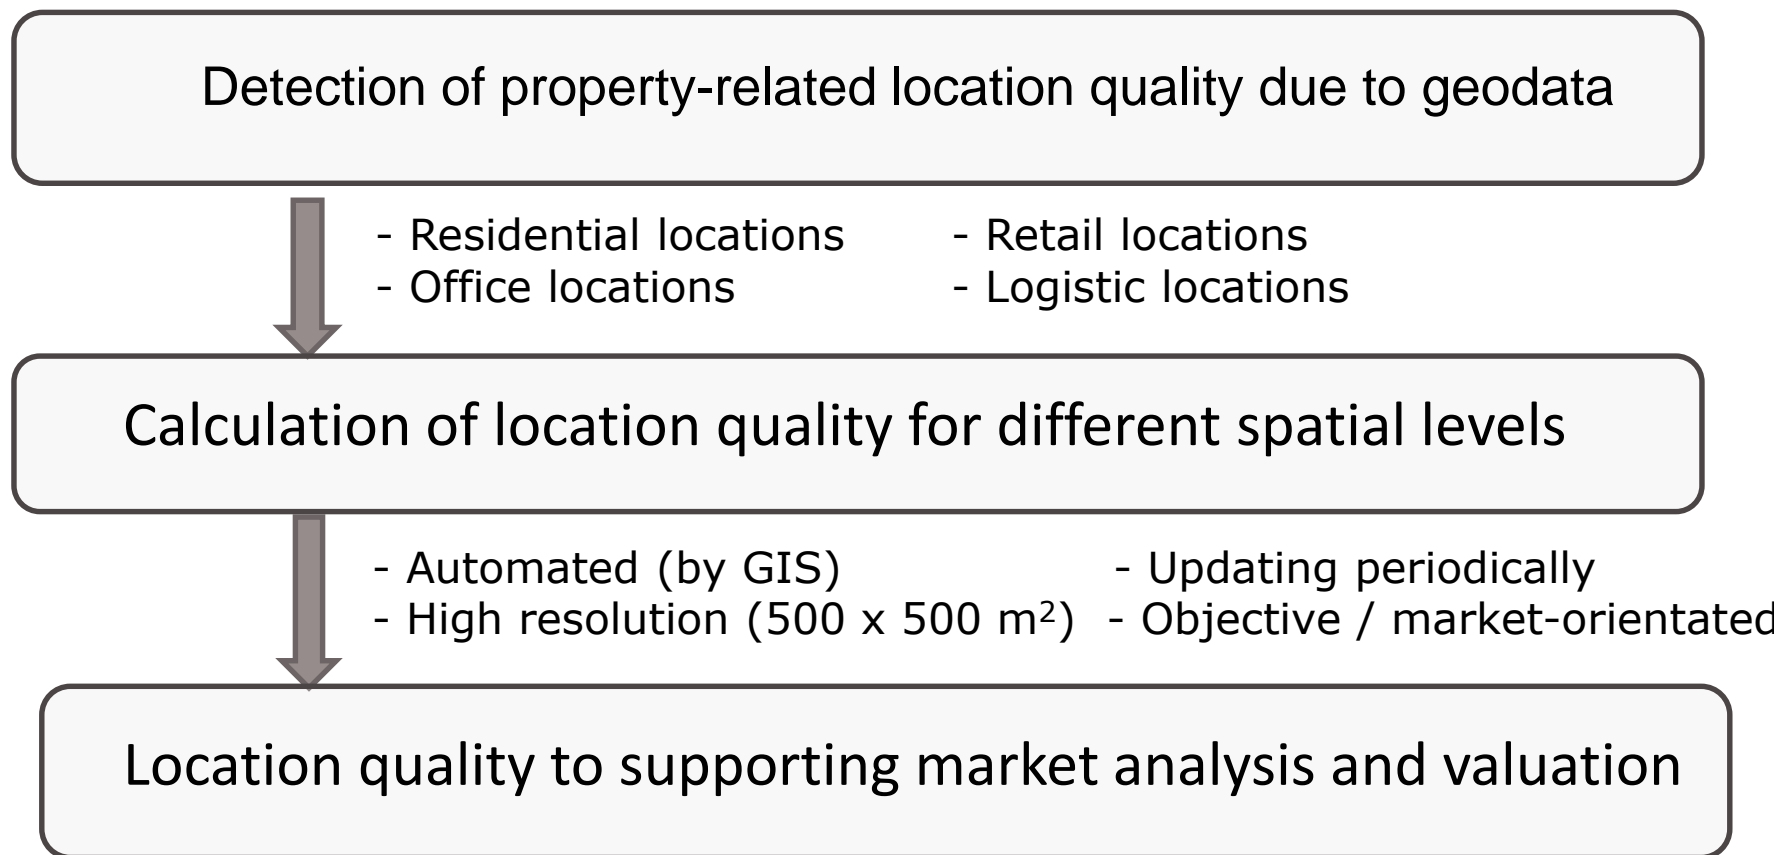 Detection of property-related location quality due to geodata
- Residential locations - Retail locations
- Office locations - Logistic locations
Calculation of location quality for different spatial levels
- Automated (by GIS) - Updating periodically
- High resolution (500 x 500 m²) - Objective / market-orientated
Location quality to supporting market analysis and valuation